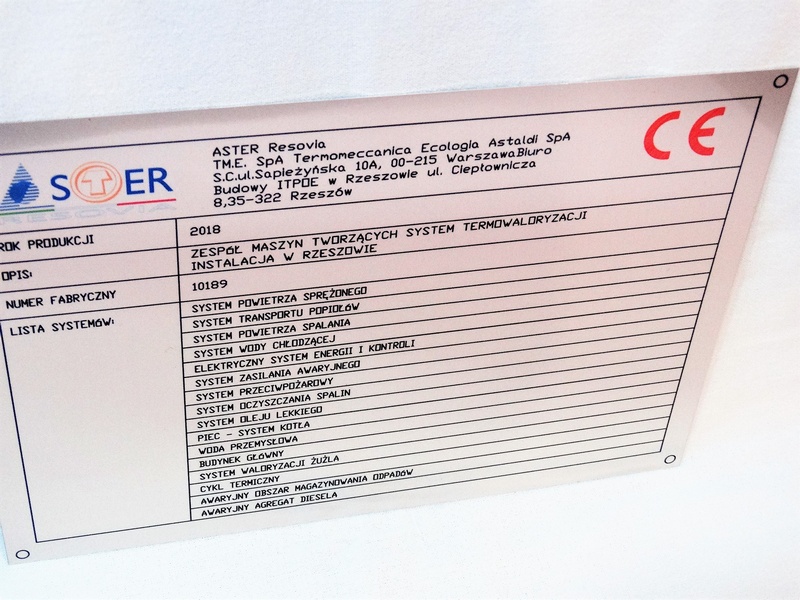 ASTER
RESOVIA
ASTER Resovia
TM.E. SpA Termomeccanica Ecologia Astaldi SpA
S.C.ul.Sapieżyńska 10A, 00-215 WarszawaBiuro
Budowy ITPOE w Rzeszowie ul. Ciepłownicza
8,35-322 Rzeszów
CE
ROK PRODUKCJI
2018
OPIS:
ZESPÓŁ MASZYN TWORZĄCYCH SYSTEM TERMOWALORYZACJI
INSTALACJA W RZESZOWIE
NUMER FABRYCZNY
10189
LISTA SYSTEMÓW:
SYSTEM POWIETRZA SPRĘŻONEGO
SYSTEM TRANSPORTU POPIOŁÓW
SYSTEM POWIETRZA SPALANIA
SYSTEM WODY CHŁODZĄCEJ
ELEKTRYCZNY SYSTEM ENERGII I KONTROLI
SYSTEM ZASILANIA AWARYJNEGO
SYSTEM PRZECIWPOŻAROWY
SYSTEM OCZYSZCZANIA SPALIN
SYSTEM OLEJU LEKKIEGO
PIEC - SYSTEM KOTŁA
WODA PRZEMYSŁOWA
BUDYNEK GŁÓWNY
SYSTEM WALORYZACJI ŻUŻLA
CYKL TERMICZNY
AWARYJNY OBSZAR MAGAZYNOWANIA ODPADÓW
AWARYJNY AGREGAT DIESELA